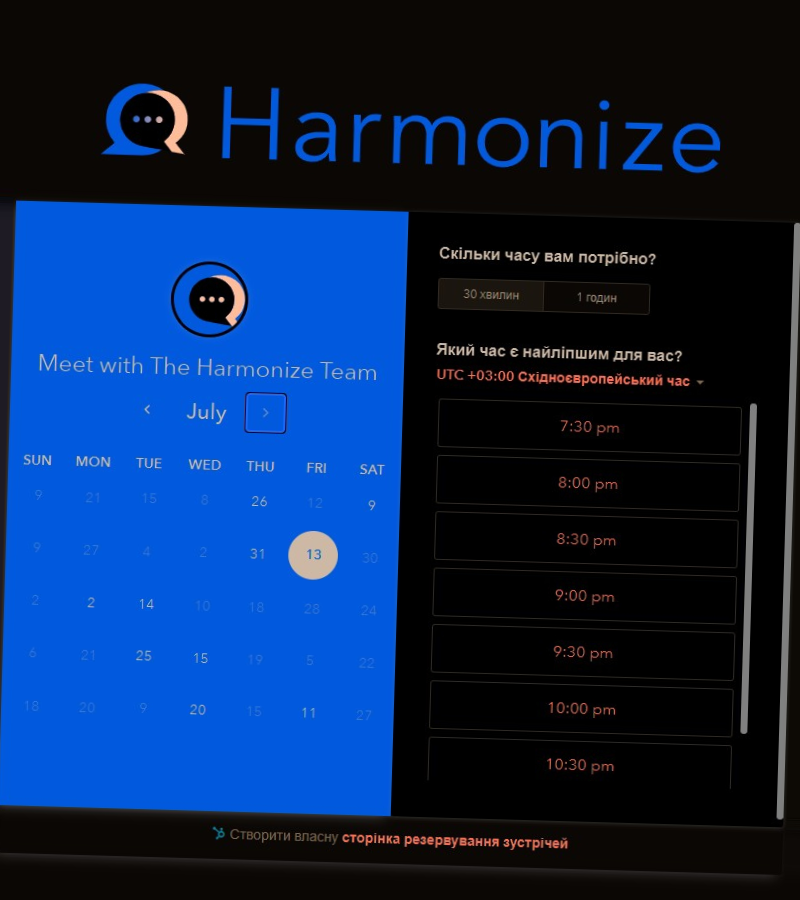 Harmonize
Meet with The Harmonize Team
July
SUN MON TUE WED THU FRI SAT
9 21 15 8 26 12 9
9 27 4 2 31 13 30
2 2 14 10 18 28 24
6 21 25 15 19 5 22
18 20 9 20 15 11 27
Скільки часу вам потрібно?
30 хвилин 1 годин
Який час є найліпшим для вас?
UTC +03:00 Східноєвропейський час
7:30 pm
8:00 pm
8:30 pm
9:00 pm
9:30 pm
10:00 pm
10:30 pm
Створити власну сторінка резервування зустрічей